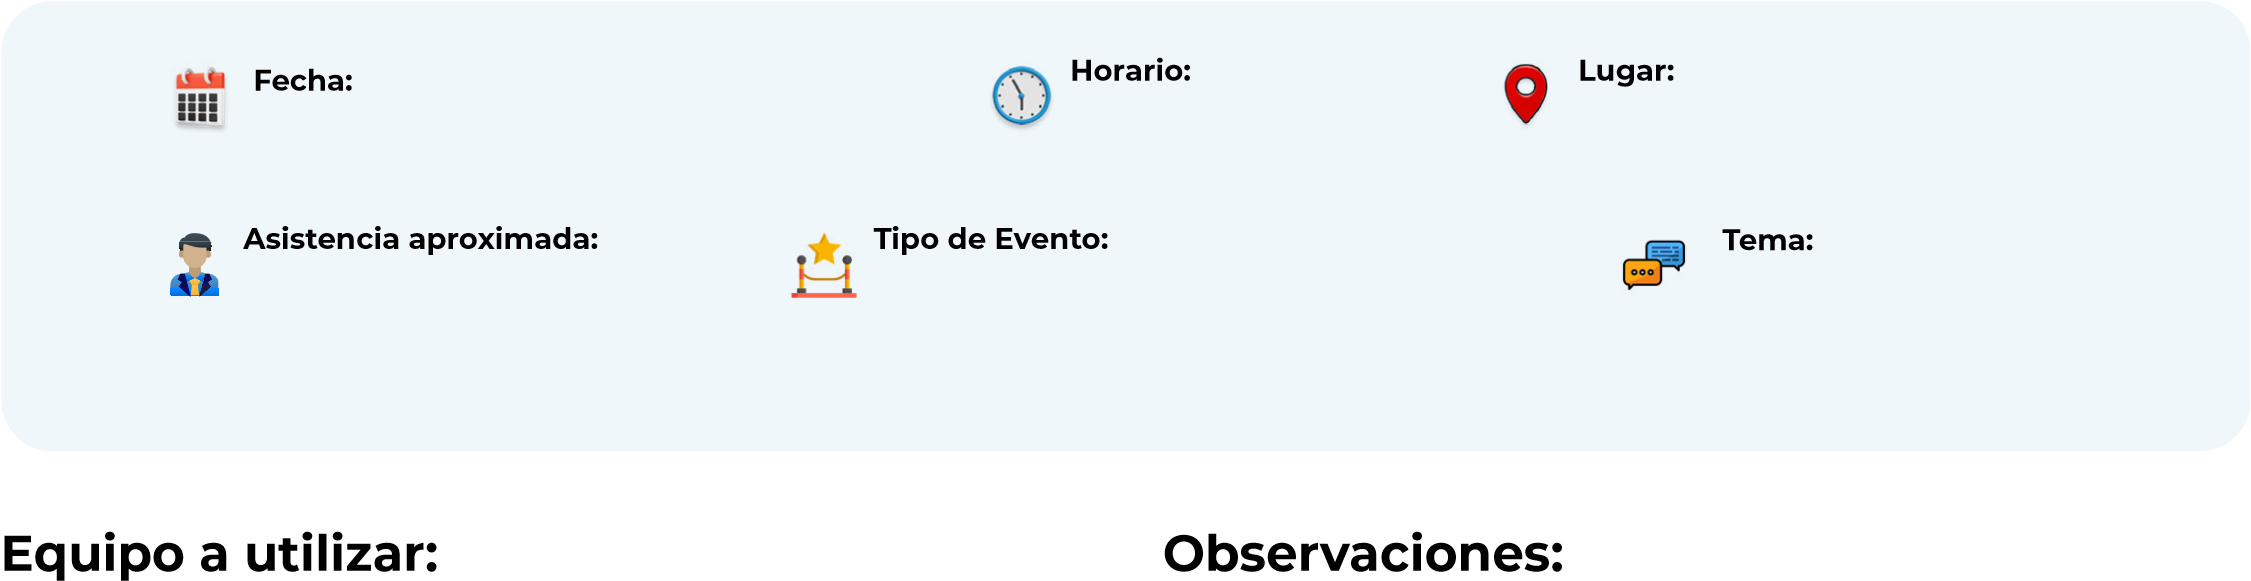 Fecha:
Horario:
Lugar:
Asistencia aproximada:
Tipo de Evento:
Tema:
Equipo a utilizar:
Observaciones: